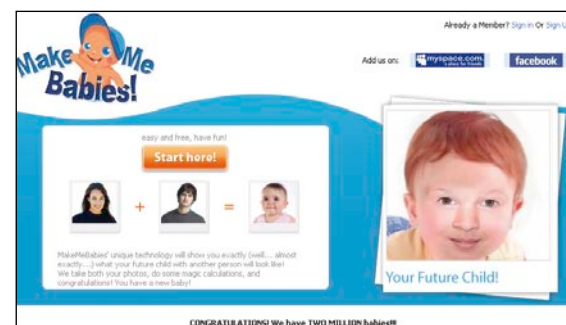 Already a Member? Sign in Or Sign U
Make Me
Babies!
Add us on:
myspace.com.
a place for friends
facebook
easy and free, have fun!
Start here!
+
=
MakeMeBabies' unique technology will show you exactly (well... almost
exactly...) what your future child with another person will look like!
We take both your photos, do some magic calculations, and
congratulations! You have a new baby!
Your Future Child!
CONGRATULATIONS! We have TWO MILLION babies!!!